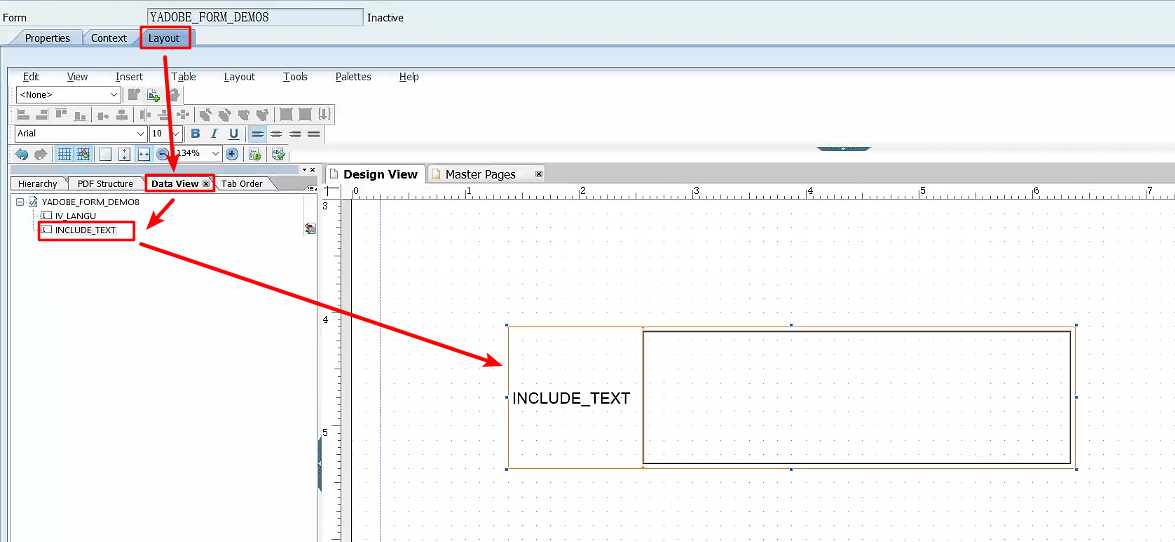 Form YADOBE_FORM_DEMO8 Inactive
Properties Context Layout
Edit View Insert Table Layout Tools Palettes Help
<None>
Arial 10 B I U
134%
Hierarchy PDF Structure Data View Tab Order
Design View Master Pages
0 1 2 3 4 5 6 7
YADOBE_FORM_DEMO8
IV_LANGU
INCLUDE_TEXT
3
4
5
INCLUDE_TEXT